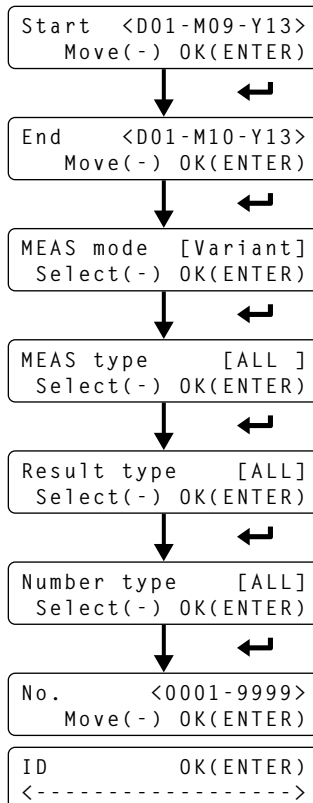 Start <D01-M09-Y13>
Move(-) OK(ENTER)
End <D01-M10-Y13>
Move(-) OK(ENTER)
MEAS mode [Variant]
Select(-) OK(ENTER)
MEAS type [ALL ]
Select(-) OK(ENTER)
Result type [ALL]
Select(-) OK(ENTER)
Number type [ALL]
Select(-) OK(ENTER)
No. <0001-9999>
Move(-) OK(ENTER)
ID OK(ENTER)
<------------------>